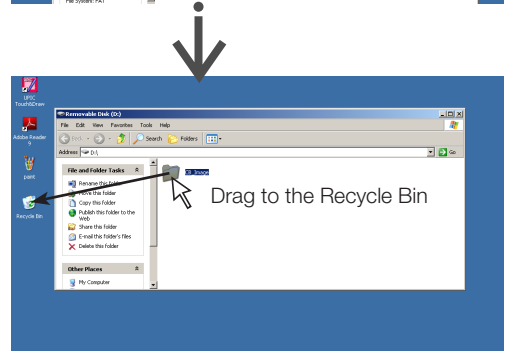 File System: FAT
UPIC
Touch&Draw
Removable Disk (D:)
File Edit View Favorites Tools Help
Adobe Reader
9
Back
Search
Folders
Address D:\
Go
File and Folder Tasks
CB_Image
paint
Rename this folder
Move this folder
Drag to the Recycle Bin
Copy this folder
Publish this folder to the
Web
Recycle Bin
Share this folder
E-mail this folder's files
Delete this folder
Other Places
My Computer